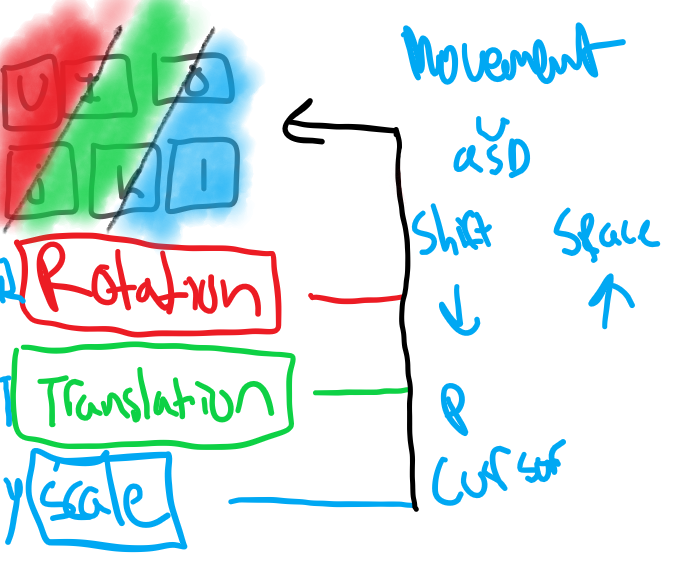 U I O
J K L
R Rotation
T Translation
Y Scale
Movement
asD
Shift Space
P
Cursor